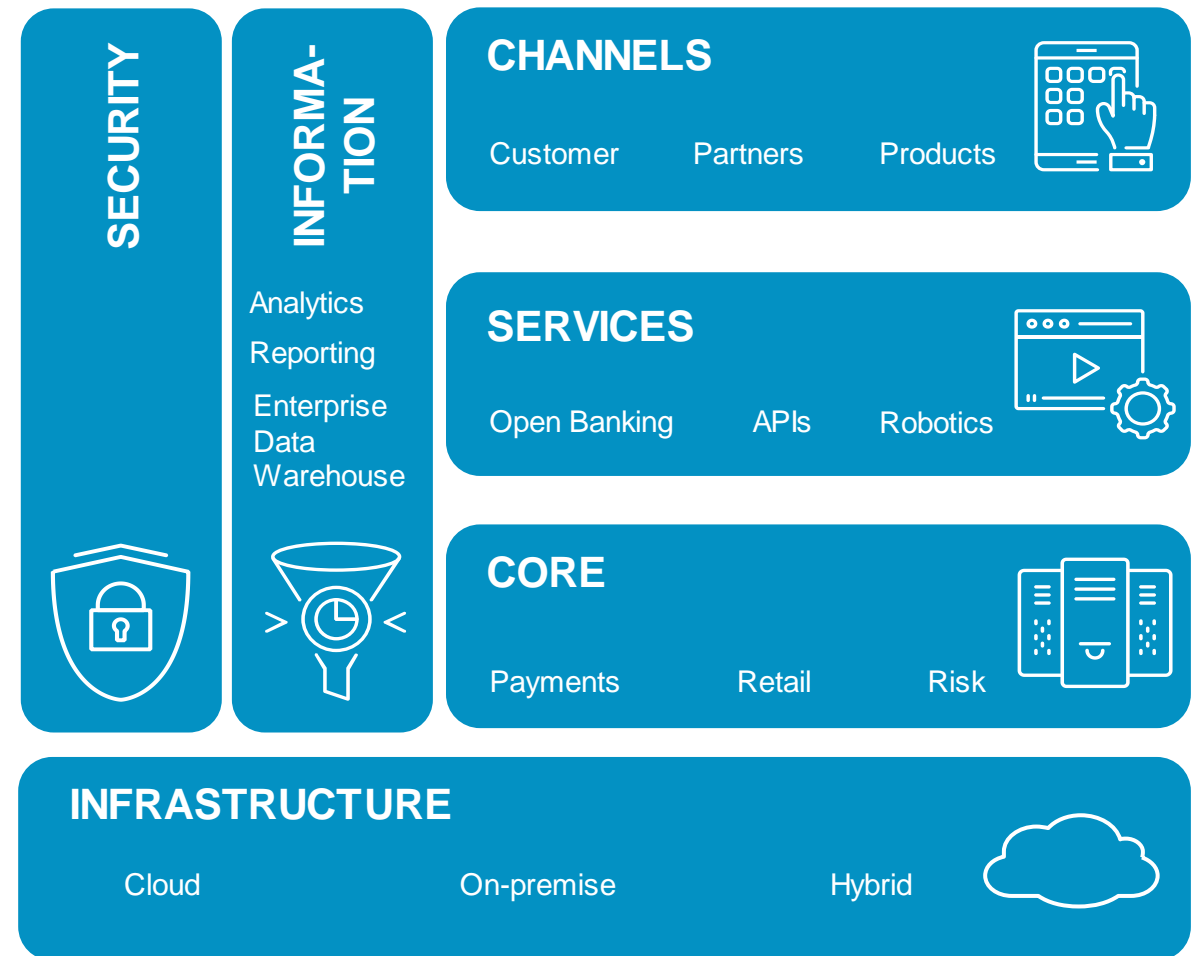 SECURITY
INFORMA-
TION
Analytics
Reporting
Enterprise
Data
Warehouse
CHANNELS
Customer Partners Products
SERVICES
Open Banking APIs Robotics
CORE
Payments Retail Risk
INFRASTRUCTURE
Cloud On-premise Hybrid